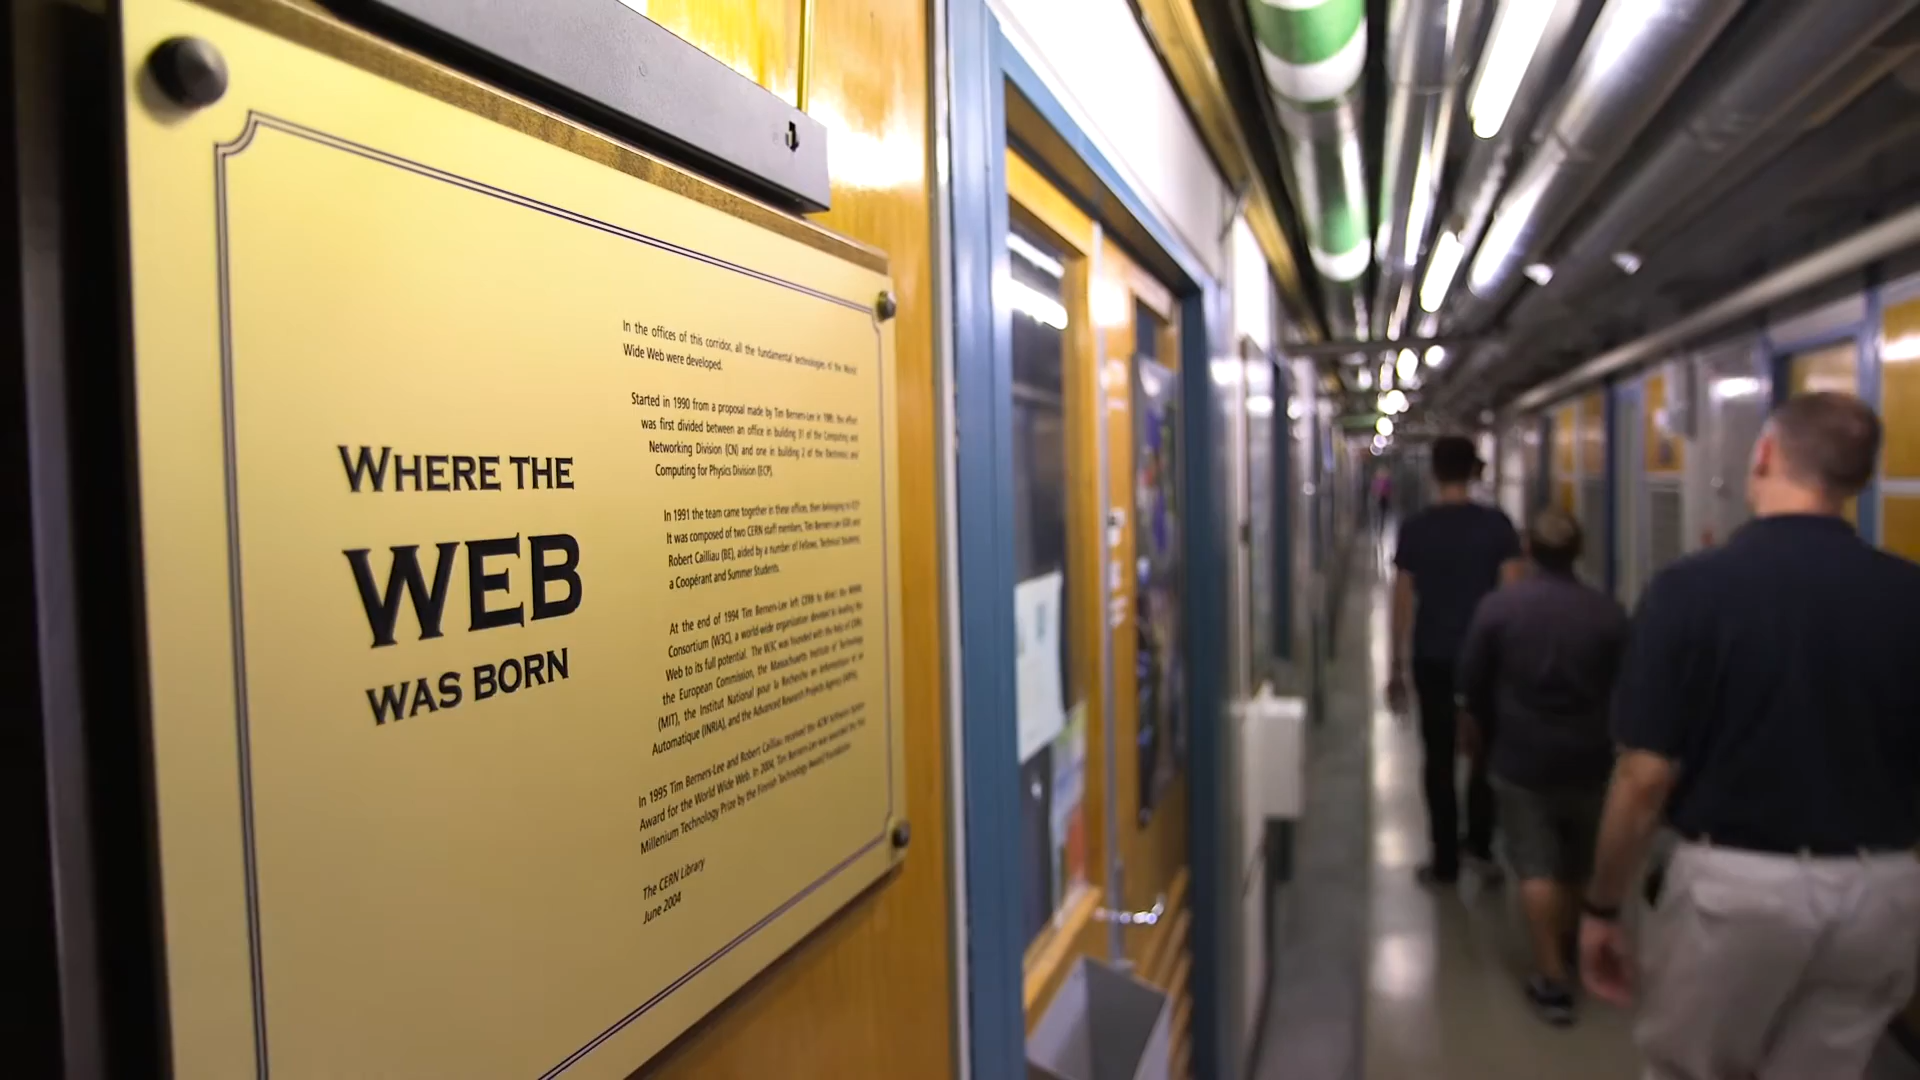 WHERE THE
WEB
WAS BORN
In the offices of this corridor, all the fundamental technologies of the World
Wide Web were developed.
Started in 1990 from a proposal made by Tim Berners-Lee in 1989, the effort
was first divided between an office in building 31 of the Computing and
Networking Division (CN) and one in building 2 of the Electronics and
Computing for Physics Division (ECP).
In 1991 the team came together in these offices, then belonging to ECP.
It was composed of two CERN staff members, Tim Berners-Lee (GB) and
Robert Cailliau (BE), aided by a number of Fellows, Technical Students,
a Coopérant and Summer Students.
At the end of 1994 Tim Berners-Lee left CERN to direct the WWW
Consortium (W3C), a world-wide organization devoted to leading the
Web to its full potential. The W3C was founded with the help of CERN,
the European Commission, the Massachusetts Institute of Technology
(MIT), the Institut National pour la Recherche en Informatique et en
Automatique (INRIA), and the Advanced Research Projects Agency (ARPA).
In 1995 Tim Berners-Lee and Robert Cailliau received the ACM Software System
Award for the World Wide Web. In 2004, Tim Berners-Lee was awarded the first
Millenium Technology Prize by the Finnish Technology Award Foundation.
The CERN Library
June 2004